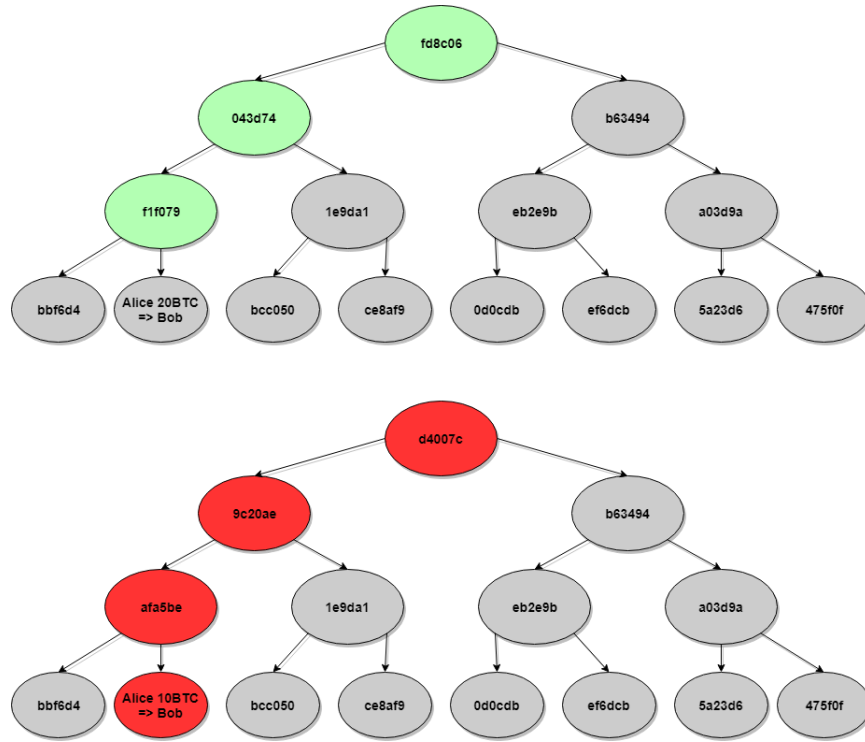 fd8c06
043d74
b63494
f1f079
1e9da1
eb2e9b
a03d9a
bbf6d4
Alice 20BTC
=> Bob
bcc050
ce8af9
0d0cdb
ef6dcb
5a23d6
475f0f
d4007c
9c20ae
b63494
afa5be
1e9da1
eb2e9b
a03d9a
bbf6d4
Alice 10BTC
=> Bob
bcc050
ce8af9
0d0cdb
ef6dcb
5a23d6
475f0f